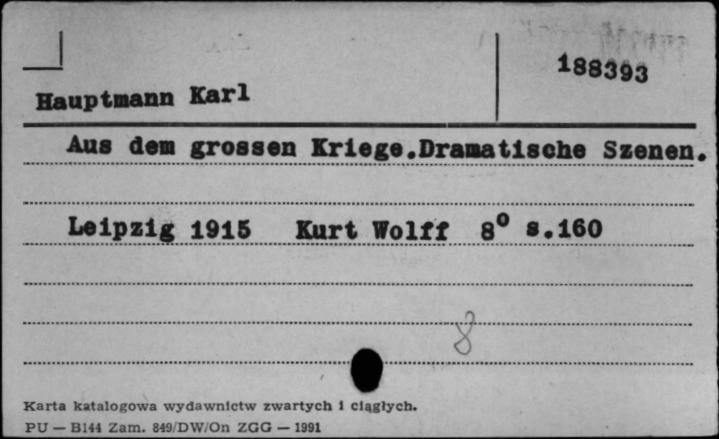 188393
Hauptmann Karl
Aus dem grossen Kriege.Dramatische Szenen.
Leipzig 1915 Kurt Wolff 8⁰ s.160
8
Karta katalogowa wydawnictw zwartych i ciągłych.
PU — B144 Zam. 849/DW/On ZGG — 1991